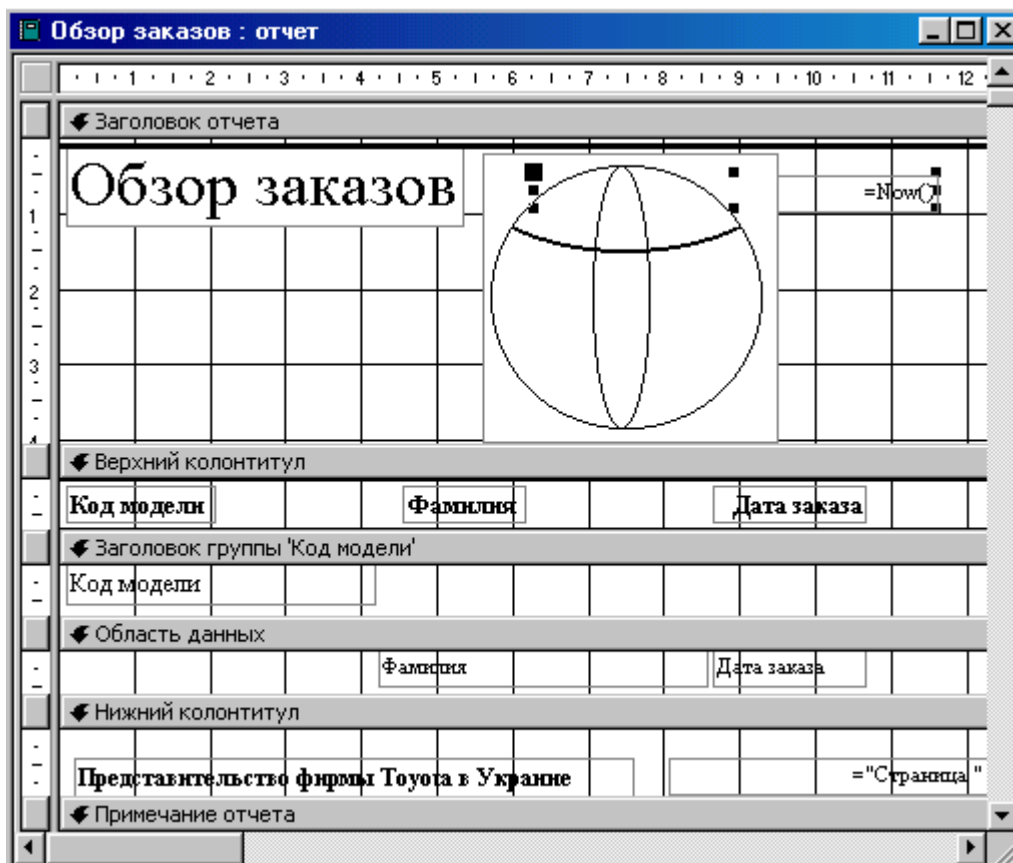 Обзор заказов : отчет
1 2 3 4 5 6 7 8 9 10 11 12
Заголовок отчета
Обзор заказов
=Now()
1
2
3
4
Верхний колонтитул
Код модели Фамилия Дата заказа
Заголовок группы 'Код модели'
Код модели
Область данных
Фамилия Дата заказа
Нижний колонтитул
Представительство фирмы Toyota в Украине ="Страница "
Примечание отчета